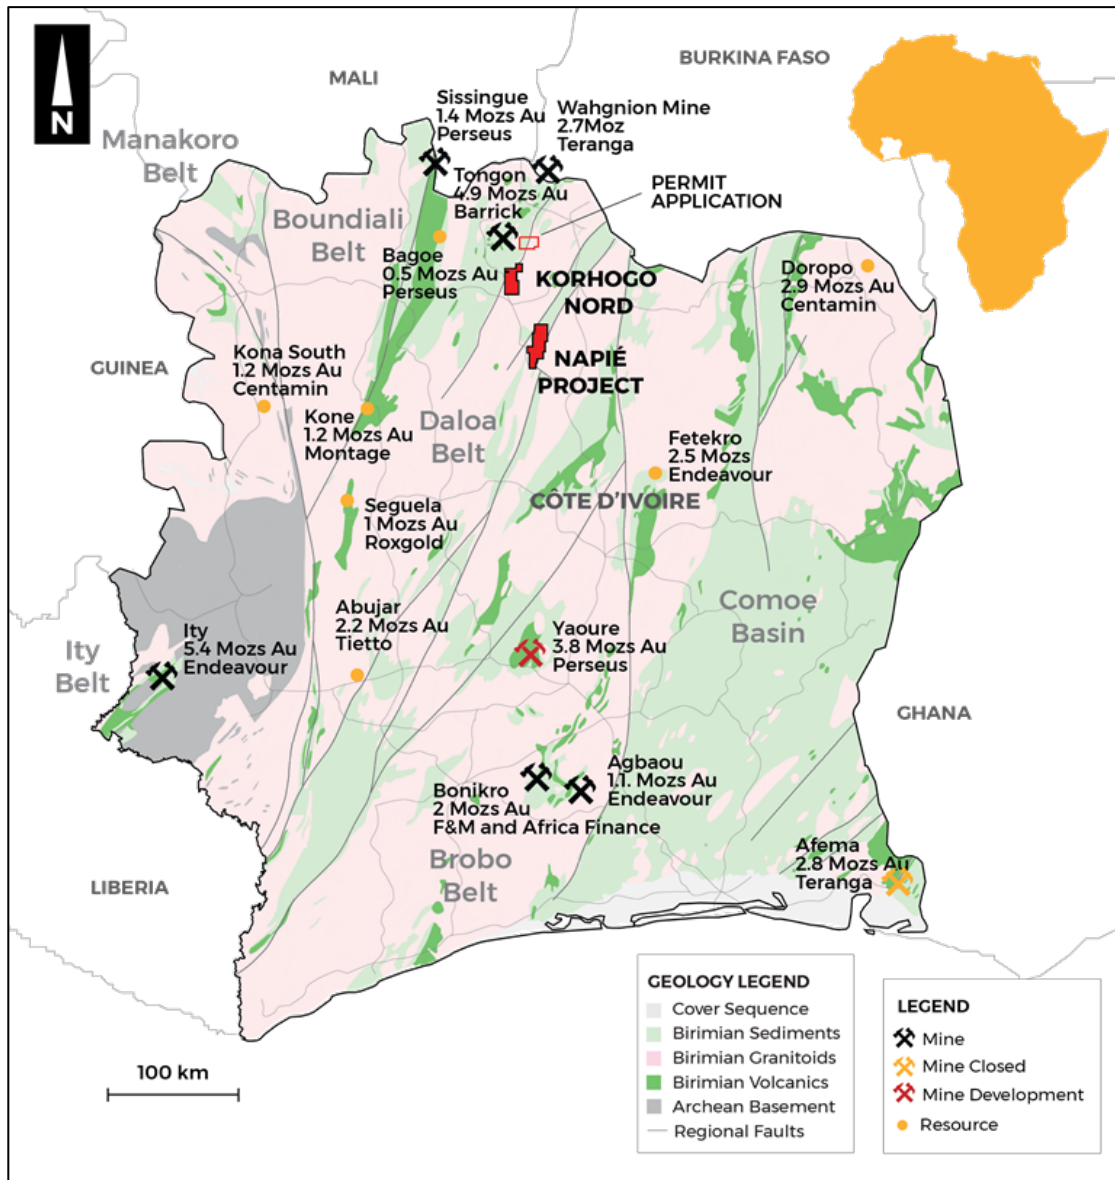 MALI
BURKINA FASO
N
Manakoro
Belt
Sissingue
1.4 Mozs Au
Perseus
Wahgnion Mine
2.7Moz
Teranga
Tongon
4.9 Mozs Au
Barrick
PERMIT
APPLICATION
Boundiali
Belt
Bagoe
0.5 Mozs Au
Perseus
KORHOGO
NORD
Doropo
2.9 Mozs Au
Centamin
GUINEA
Kona South
1.2 Mozs Au
Centamin
NAPIÉ
PROJECT
Kone
1.2 Mozs Au
Montage
Daloa
Belt
Fetekro
2.5 Mozs
Endeavour
CÔTE D'IVOIRE
Seguela
1 Mozs Au
Roxgold
Comoe
Basin
Abujar
2.2 Mozs Au
Tietto
Ity
5.4 Mozs Au
Endeavour
Yaoure
3.8 Mozs Au
Perseus
Ity
Belt
GHANA
Bonikro
2 Mozs Au
F&M and Africa Finance
Agbaou
1.1. Mozs Au
Endeavour
Brobo
Belt
Afema
2.8 Mozs Au
Teranga
LIBERIA
100 km
GEOLOGY LEGEND
Cover Sequence
Birimian Sediments
Birimian Granitoids
Birimian Volcanics
Archean Basement
Regional Faults
LEGEND
Mine
Mine Closed
Mine Development
Resource